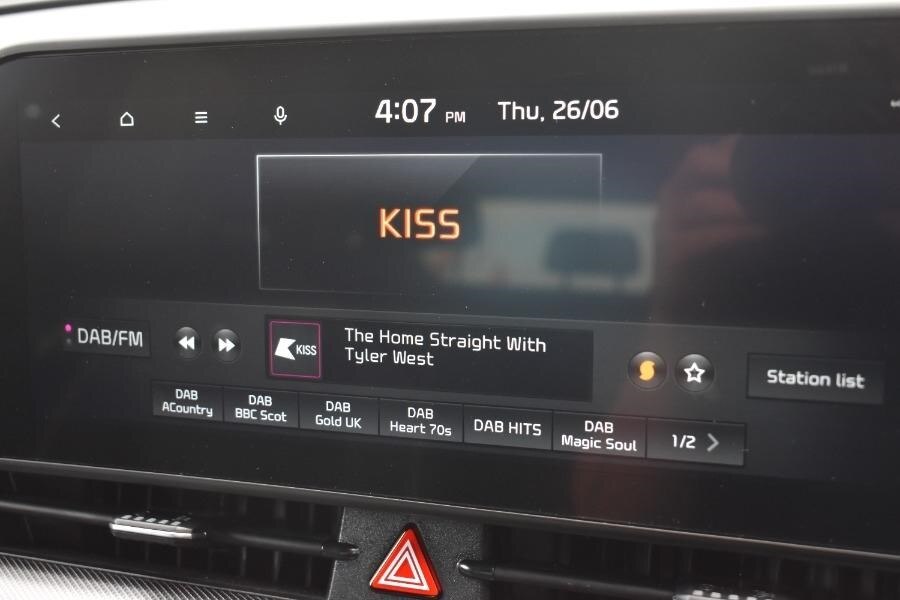 4:07 PM Thu, 26/06
KISS
DAB/FM
KISS
The Home Straight With
Tyler West
Station list
DAB
ACountry
DAB
BBC Scot
DAB
Gold UK
DAB
Heart 70s
DAB HITS
DAB
Magic Soul
1/2